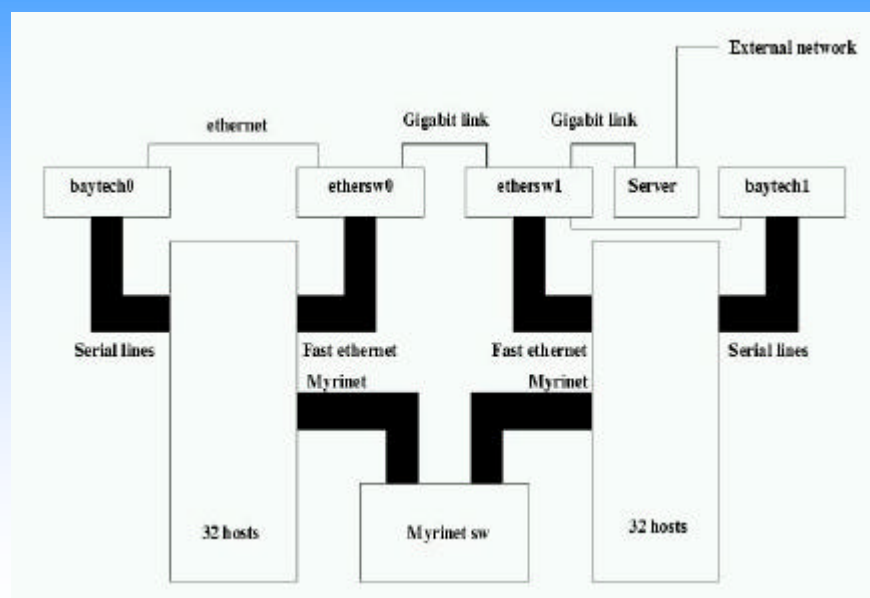 External network
ethernet
Gigabit link
Gigabit link
baytech0
ethersw0
ethersw1
Server
baytech1
Serial lines
Fast ethernet
Fast ethernet
Serial lines
Myrinet
Myrinet
32 hosts
Myrinet sw
32 hosts